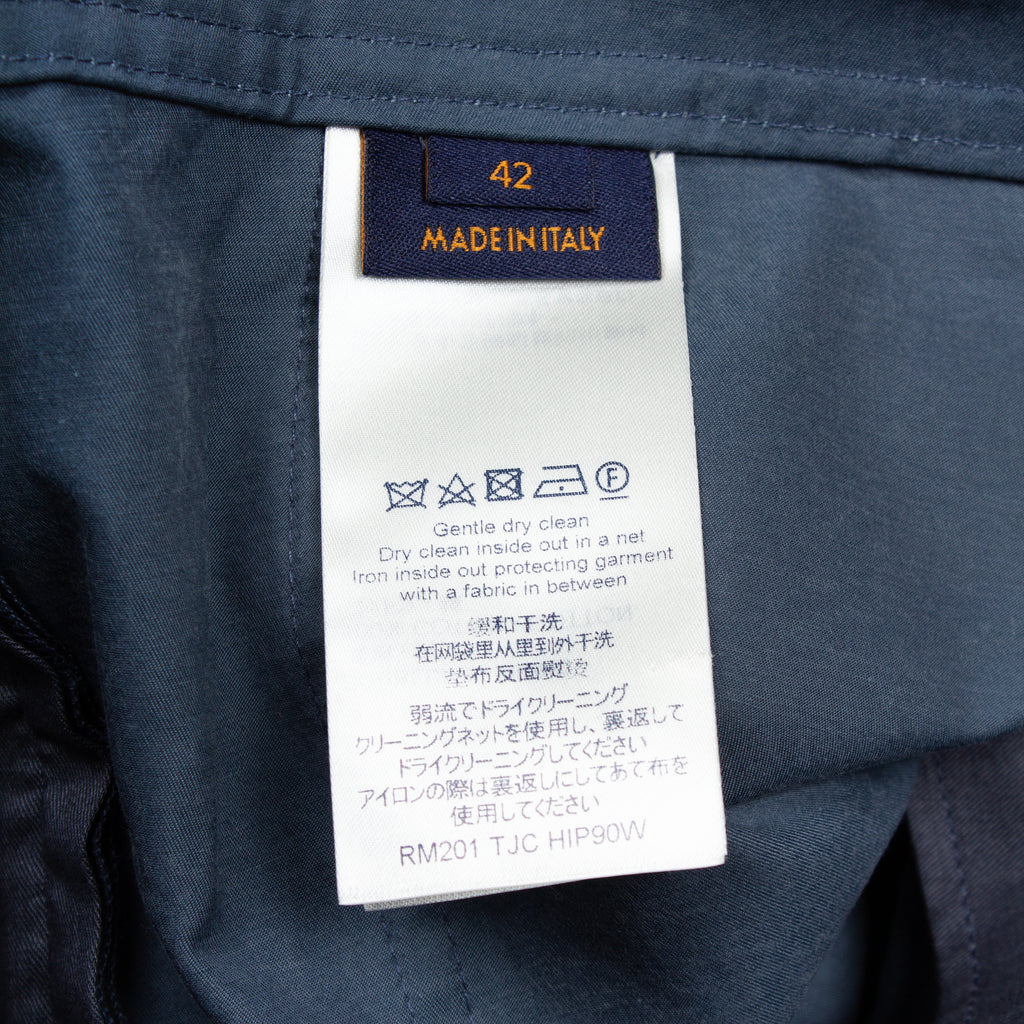 42
MADE IN ITALY
F
Gentle dry clean
Dry clean inside out in a net
Iron inside out protecting garment
with a fabric in between
缓和干洗
在网袋里从里到外干洗
垫布反面熨烫
弱流でドライクリーニング
クリーニングネットを使用し、裏返して
ドライクリーニングしてください
アイロンの際は裏返しにしてあて布を
使用してください
RM201 TJC HIP90W